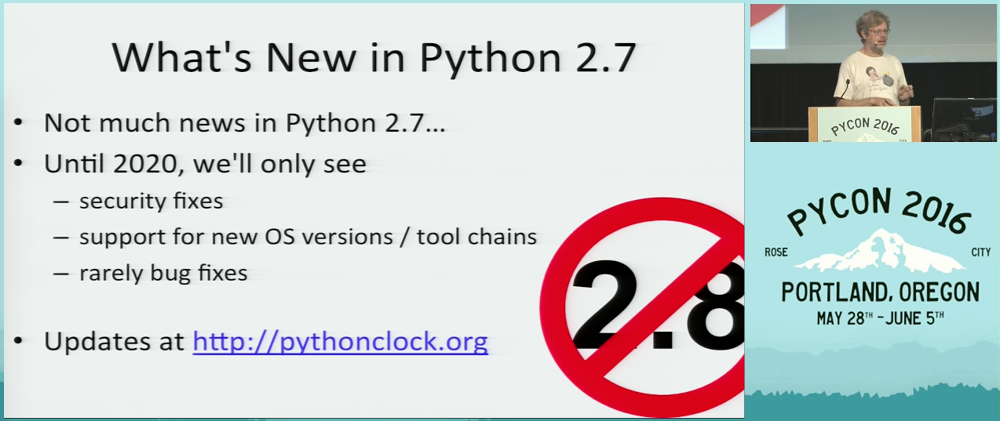 What's New in Python 2.7
• Not much news in Python 2.7...
• Until 2020, we'll only see
– security fixes
– support for new OS versions / tool chains
– rarely bug fixes
2.8
• Updates at http://pythonclock.org
PYCON 2016
PYCON 2016
ROSE CITY
PORTLAND, OREGON
MAY 28TH - JUNE 5TH